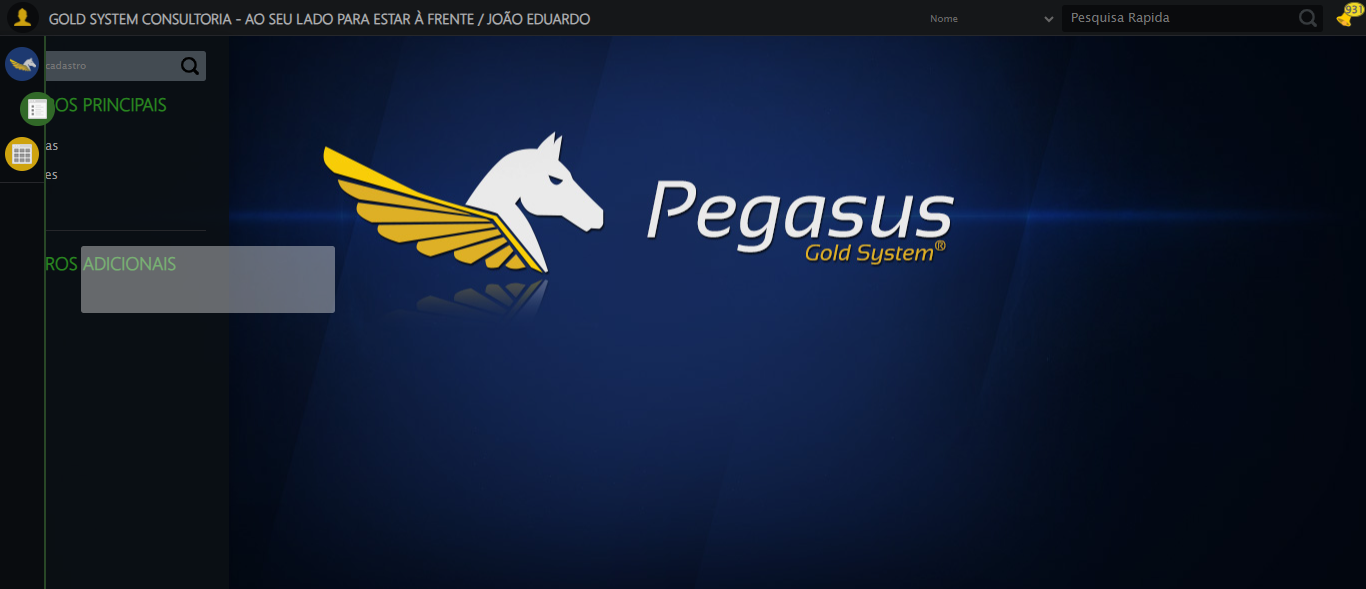 GOLD SYSTEM CONSULTORIA - AO SEU LADO PARA ESTAR À FRENTE / JOÃO EDUARDO
Nome
Pesquisa Rapida
931
cadastro
OS PRINCIPAIS
as
es
ROS ADICIONAIS
Pegasus
Gold System®